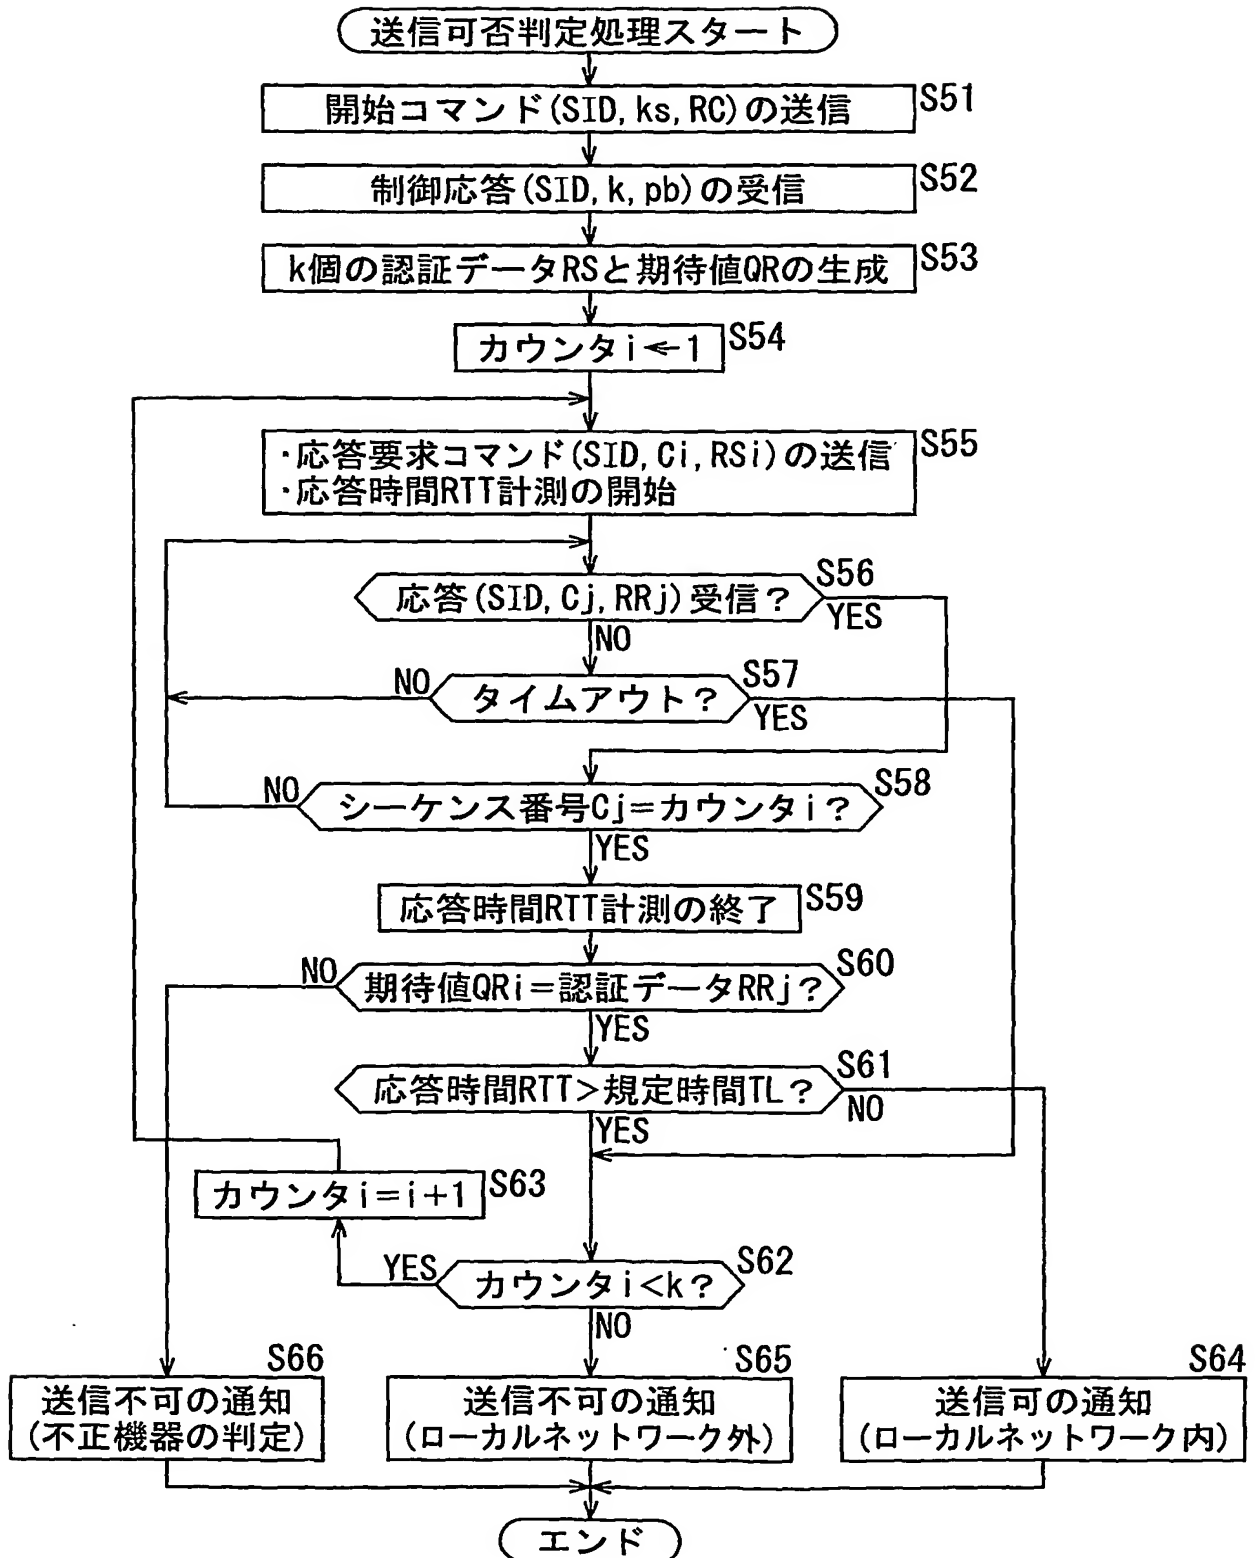 送信可否判定処理スタート
開始コマンド(SID, ks, RC)の送信
S51
制御応答(SID, k, pb)の受信
S52
k個の認証データRSと期待値QRの生成
S53
カウンタi←1
S54
・応答要求コマンド(SID, Ci, RSi)の送信
・応答時間RTT計測の開始
S55
応答(SID, Cj, RRj)受信?
S56
YES
NO
タイムアウト?
S57
NO
YES
シーケンス番号Cj=カウンタi?
S58
NO
YES
応答時間RTT計測の終了
S59
期待値QRi=認証データRRj?
S60
NO
YES
応答時間RTT>規定時間TL?
S61
NO
YES
カウンタi=i+1
S63
カウンタi<k?
S62
YES
NO
S66
送信不可の通知
(不正機器の判定)
S65
送信不可の通知
(ローカルネットワーク外)
S64
送信可の通知
(ローカルネットワーク内)
エンド